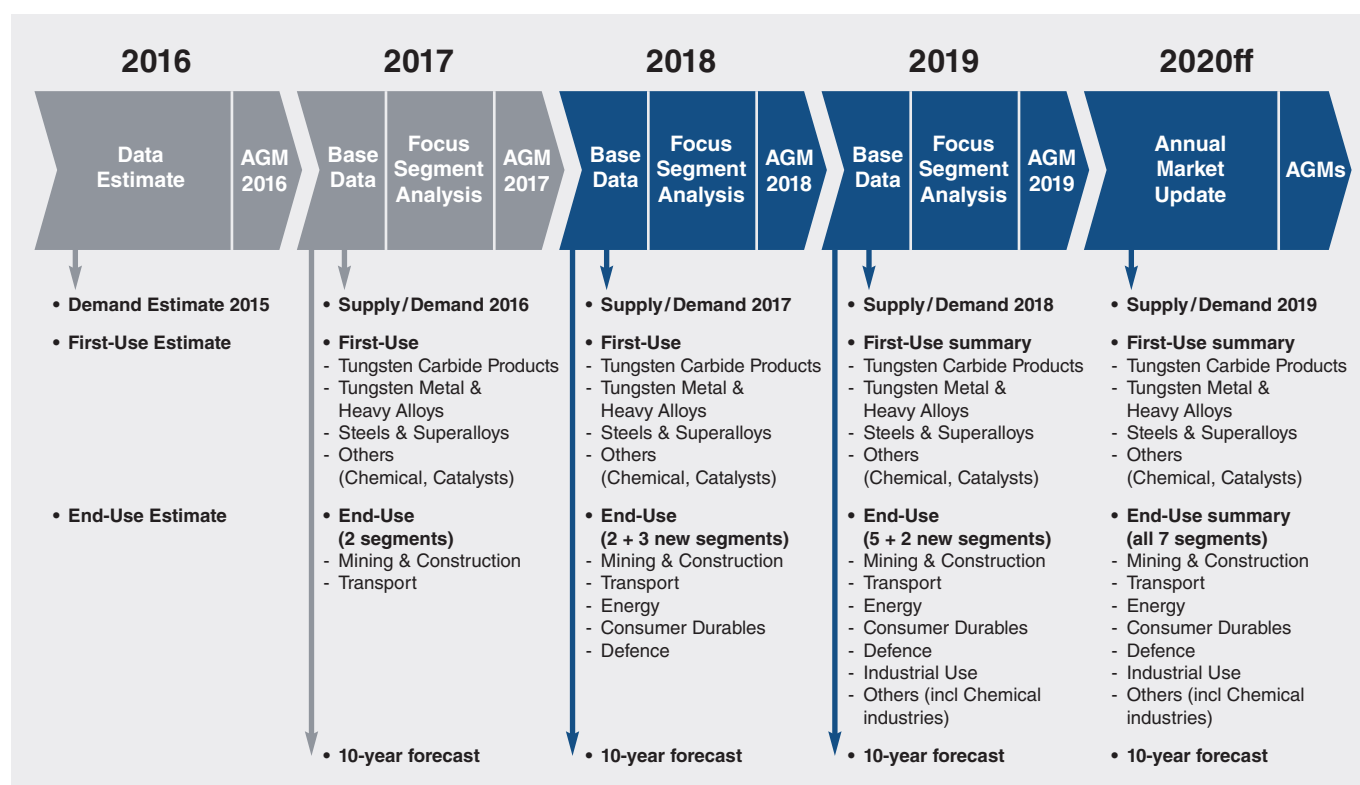 2016
2017
2018
2019
2020ff
Data
Estimate
AGM
2016
Base
Data
Focus
Segment
Analysis
AGM
2017
Base
Data
Focus
Segment
Analysis
AGM
2018
Base
Data
Focus
Segment
Analysis
AGM
2019
Annual
Market
Update
AGMs
• Demand Estimate 2015
• First-Use Estimate
• End-Use Estimate
• Supply/Demand 2016
• First-Use
- Tungsten Carbide Products
- Tungsten Metal &
Heavy Alloys
- Steels & Superalloys
- Others
(Chemical, Catalysts)
• End-Use
(2 segments)
- Mining & Construction
- Transport
• 10-year forecast
• Supply/Demand 2017
• First-Use
- Tungsten Carbide Products
- Tungsten Metal &
Heavy Alloys
- Steels & Superalloys
- Others
(Chemical, Catalysts)
• End-Use
(2 + 3 new segments)
- Mining & Construction
- Transport
- Energy
- Consumer Durables
- Defence
• 10-year forecast
• Supply/Demand 2018
• First-Use summary
- Tungsten Carbide Products
- Tungsten Metal &
Heavy Alloys
- Steels & Superalloys
- Others
(Chemical, Catalysts)
• End-Use
(5 + 2 new segments)
- Mining & Construction
- Transport
- Energy
- Consumer Durables
- Defence
- Industrial Use
- Others (incl Chemical
industries)
• 10-year forecast
• Supply/Demand 2019
• First-Use summary
- Tungsten Carbide Products
- Tungsten Metal &
Heavy Alloys
- Steels & Superalloys
- Others
(Chemical, Catalysts)
• End-Use summary
(all 7 segments)
- Mining & Construction
- Transport
- Energy
- Consumer Durables
- Defence
- Industrial Use
- Others (incl Chemical
industries)
• 10-year forecast